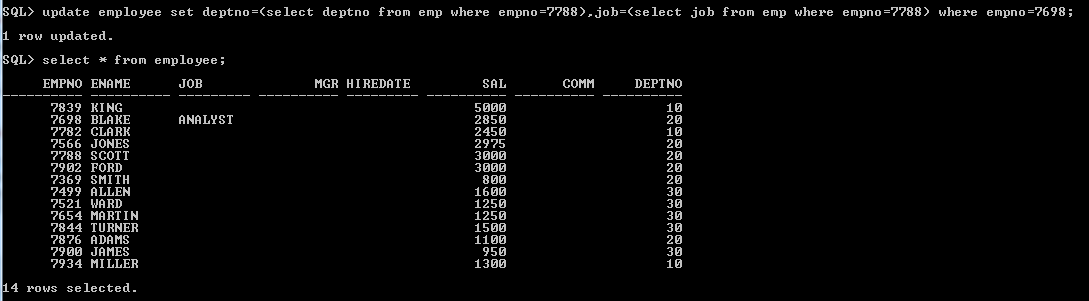 SQL> update employee set deptno=(select deptno from emp where empno=7788),job=(select job from emp where empno=7788) where empno=7698;
1 row updated.
SQL> select * from employee;
EMPNO ENAME JOB MGR HIREDATE SAL COMM DEPTNO
---------- ---------- --------- ---------- --------- ---------- ---------- ----------
7839 KING 5000 10
7698 BLAKE ANALYST 2850 20
7782 CLARK 2450 10
7566 JONES 2975 20
7788 SCOTT 3000 20
7902 FORD 3000 20
7369 SMITH 800 20
7499 ALLEN 1600 30
7521 WARD 1250 30
7654 MARTIN 1250 30
7844 TURNER 1500 30
7876 ADAMS 1100 20
7900 JAMES 950 30
7934 MILLER 1300 10
14 rows selected.